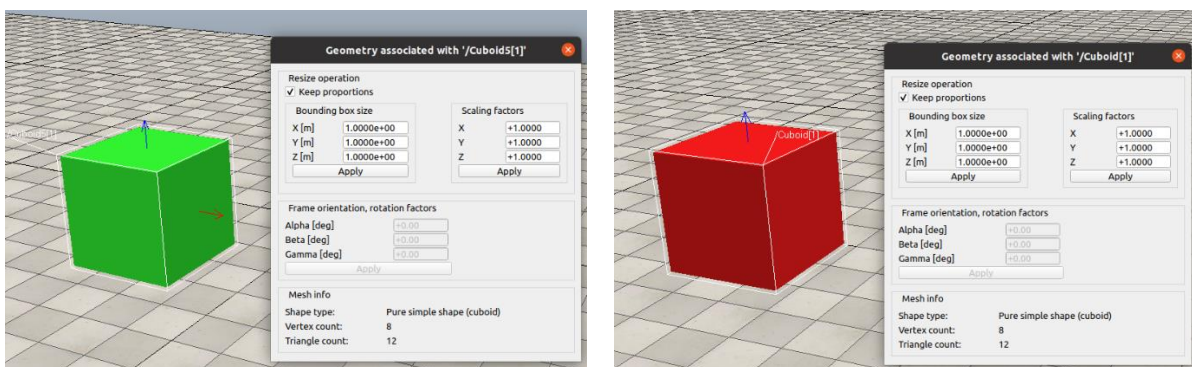 Geometry associated with '/Cuboid5[1]'
Resize operation
Keep proportions
Bounding box size
Scaling factors
X [m] 1.0000e+00 X +1.0000
Y [m] 1.0000e+00 Y +1.0000
Z [m] 1.0000e+00 Z +1.0000
Apply Apply
Frame orientation, rotation factors
Alpha [deg] +0.00
Beta [deg] +0.00
Gamma [deg] +0.00
Apply
Mesh info
Shape type: Pure simple shape (cuboid)
Vertex count: 8
Triangle count: 12
/Cuboid5[1]
Geometry associated with '/Cuboid[1]'
Resize operation
Keep proportions
Bounding box size
Scaling factors
X [m] 1.0000e+00 X +1.0000
Y [m] 1.0000e+00 Y +1.0000
Z [m] 1.0000e+00 Z +1.0000
Apply Apply
Frame orientation, rotation factors
Alpha [deg] +0.00
Beta [deg] +0.00
Gamma [deg] +0.00
Apply
Mesh info
Shape type: Pure simple shape (cuboid)
Vertex count: 8
Triangle count: 12
/Cuboid[1]